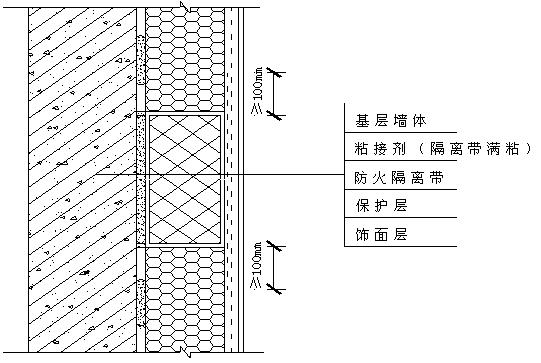 ≥100mm
基层墙体
粘接剂（隔离带满粘）
防火隔离带
保护层
饰面层
≥100mm